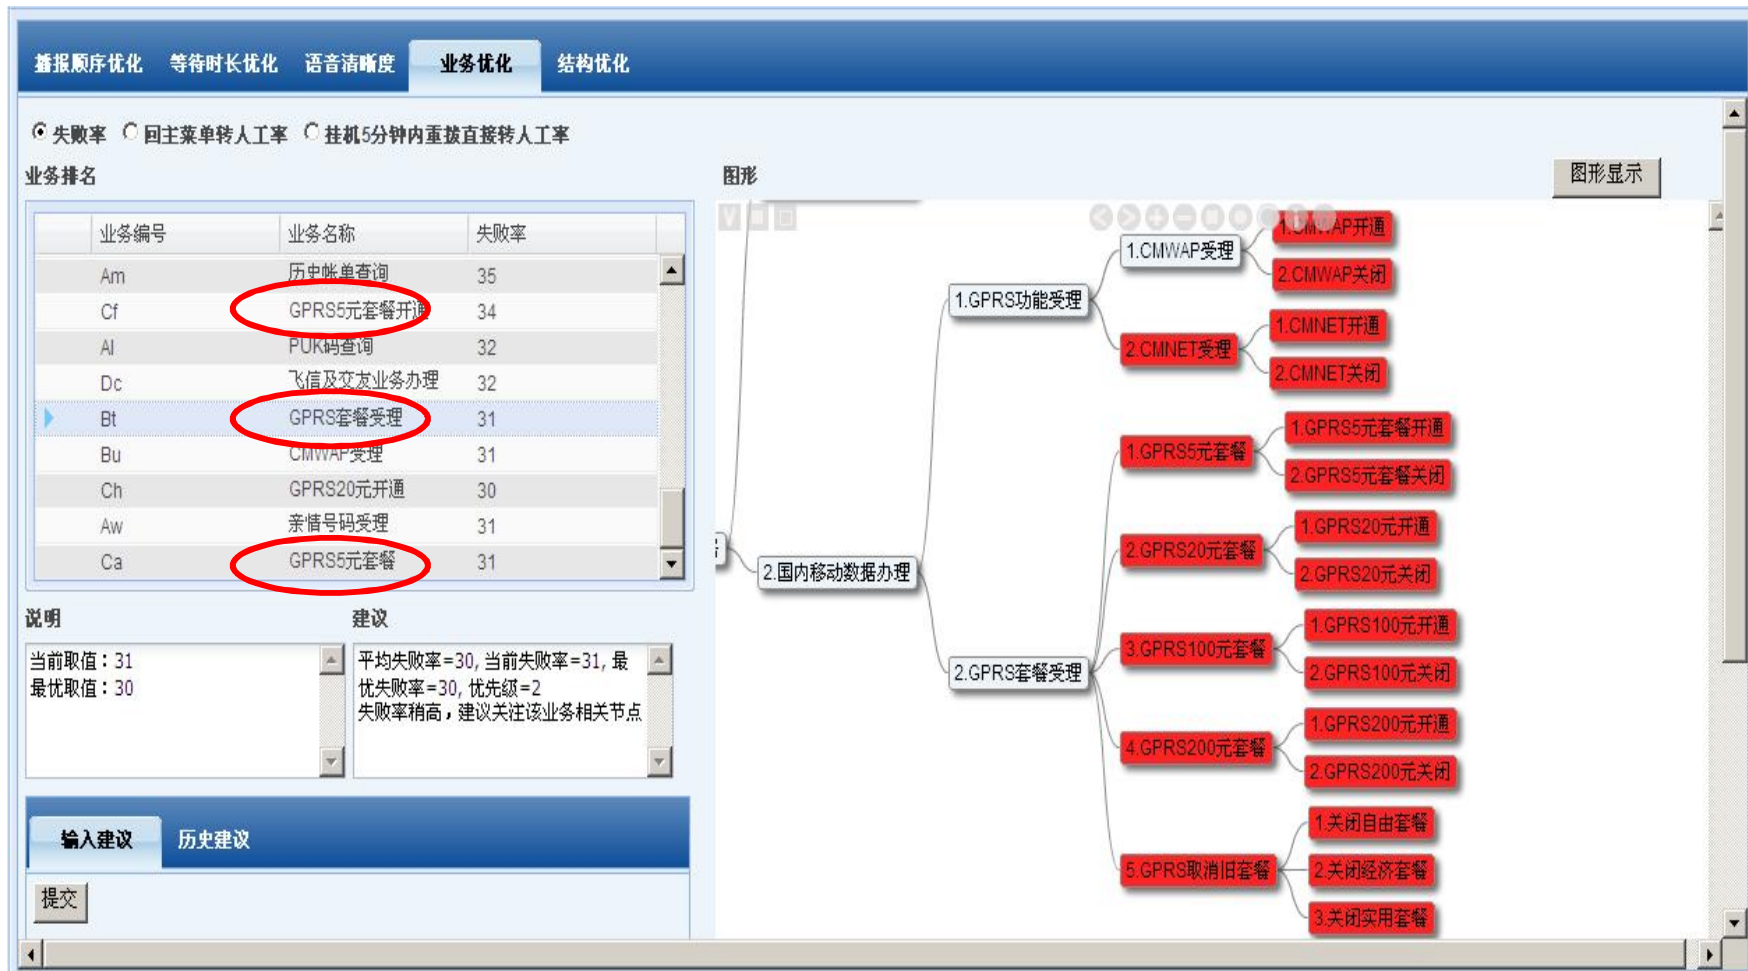 播报顺序优化 等待时长优化 语音清晰度 业务优化 结构优化
失败率 回主菜单转人工率 挂机5分钟内重拨直接转人工率
业务排名
图形
图形显示
业务编号 业务名称 失败率
Am 历史帐单查询 35
Cf GPRS5元套餐开通 34
Al PUK码查询 32
Dc 飞信及交友业务办理 32
Bt GPRS套餐受理 31
Bu CMWAP受理 31
Ch GPRS20元开通 30
Aw 亲情号码受理 31
Ca GPRS5元套餐 31
说明
当前取值：31
最优取值：30
建议
平均失败率=30, 当前失败率=31, 最
优失败率=30, 优先级=2
失败率稍高，建议关注该业务相关节点
输入建议 历史建议
提交
2.国内移动数据办理
1.GPRS功能受理
1.CMWAP受理
1.CMWAP开通
2.CMWAP关闭
2.CMNET受理
1.CMNET开通
2.CMNET关闭
2.GPRS套餐受理
1.GPRS5元套餐
1.GPRS5元套餐开通
2.GPRS5元套餐关闭
2.GPRS20元套餐
1.GPRS20元开通
2.GPRS20元关闭
3.GPRS100元套餐
1.GPRS100元开通
2.GPRS100元关闭
4.GPRS200元套餐
1.GPRS200元开通
2.GPRS200元关闭
5.GPRS取消旧套餐
1.关闭自由套餐
2.关闭经济套餐
3.关闭实用套餐